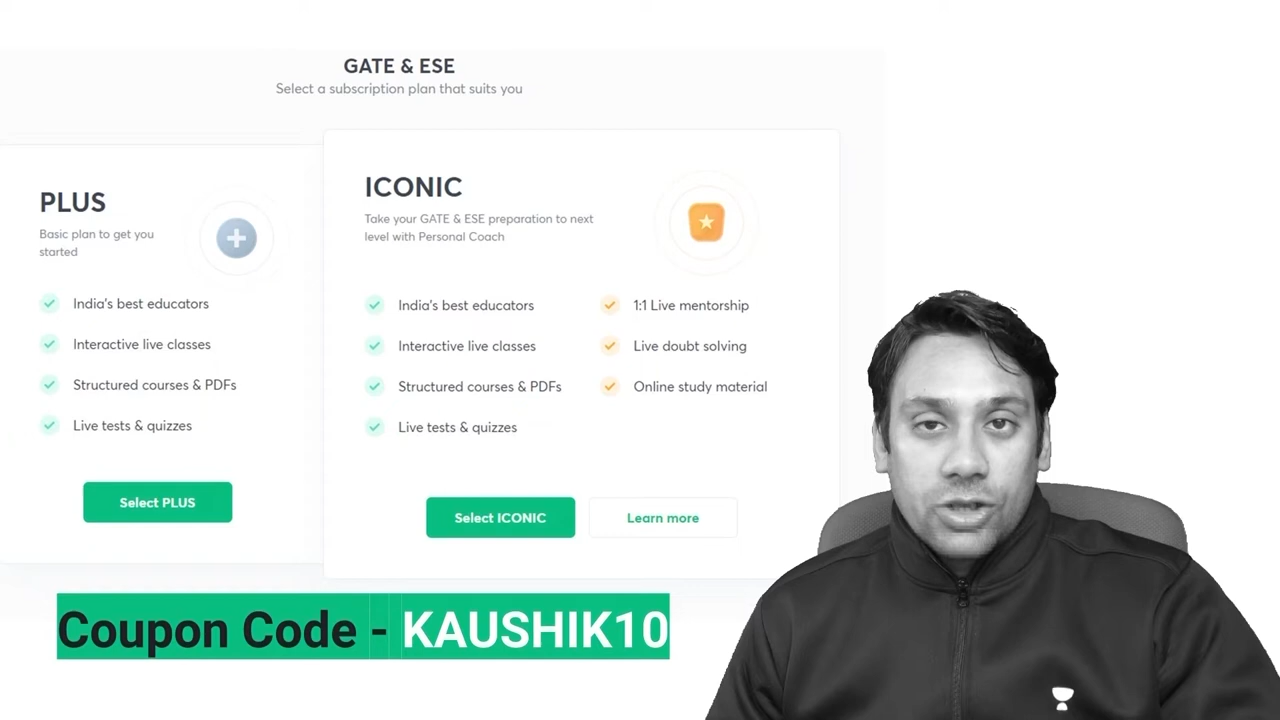 GATE & ESE
Select a subscription plan that suits you
PLUS
Basic plan to get you
started
India's best educators
Interactive live classes
Structured courses & PDFs
Live tests & quizzes
Select PLUS
ICONIC
Take your GATE & ESE preparation to next
level with Personal Coach
India's best educators
Interactive live classes
Structured courses & PDFs
Live tests & quizzes
1:1 Live mentorship
Live doubt solving
Online study material
Select ICONIC
Learn more
Coupon Code - KAUSHIK10